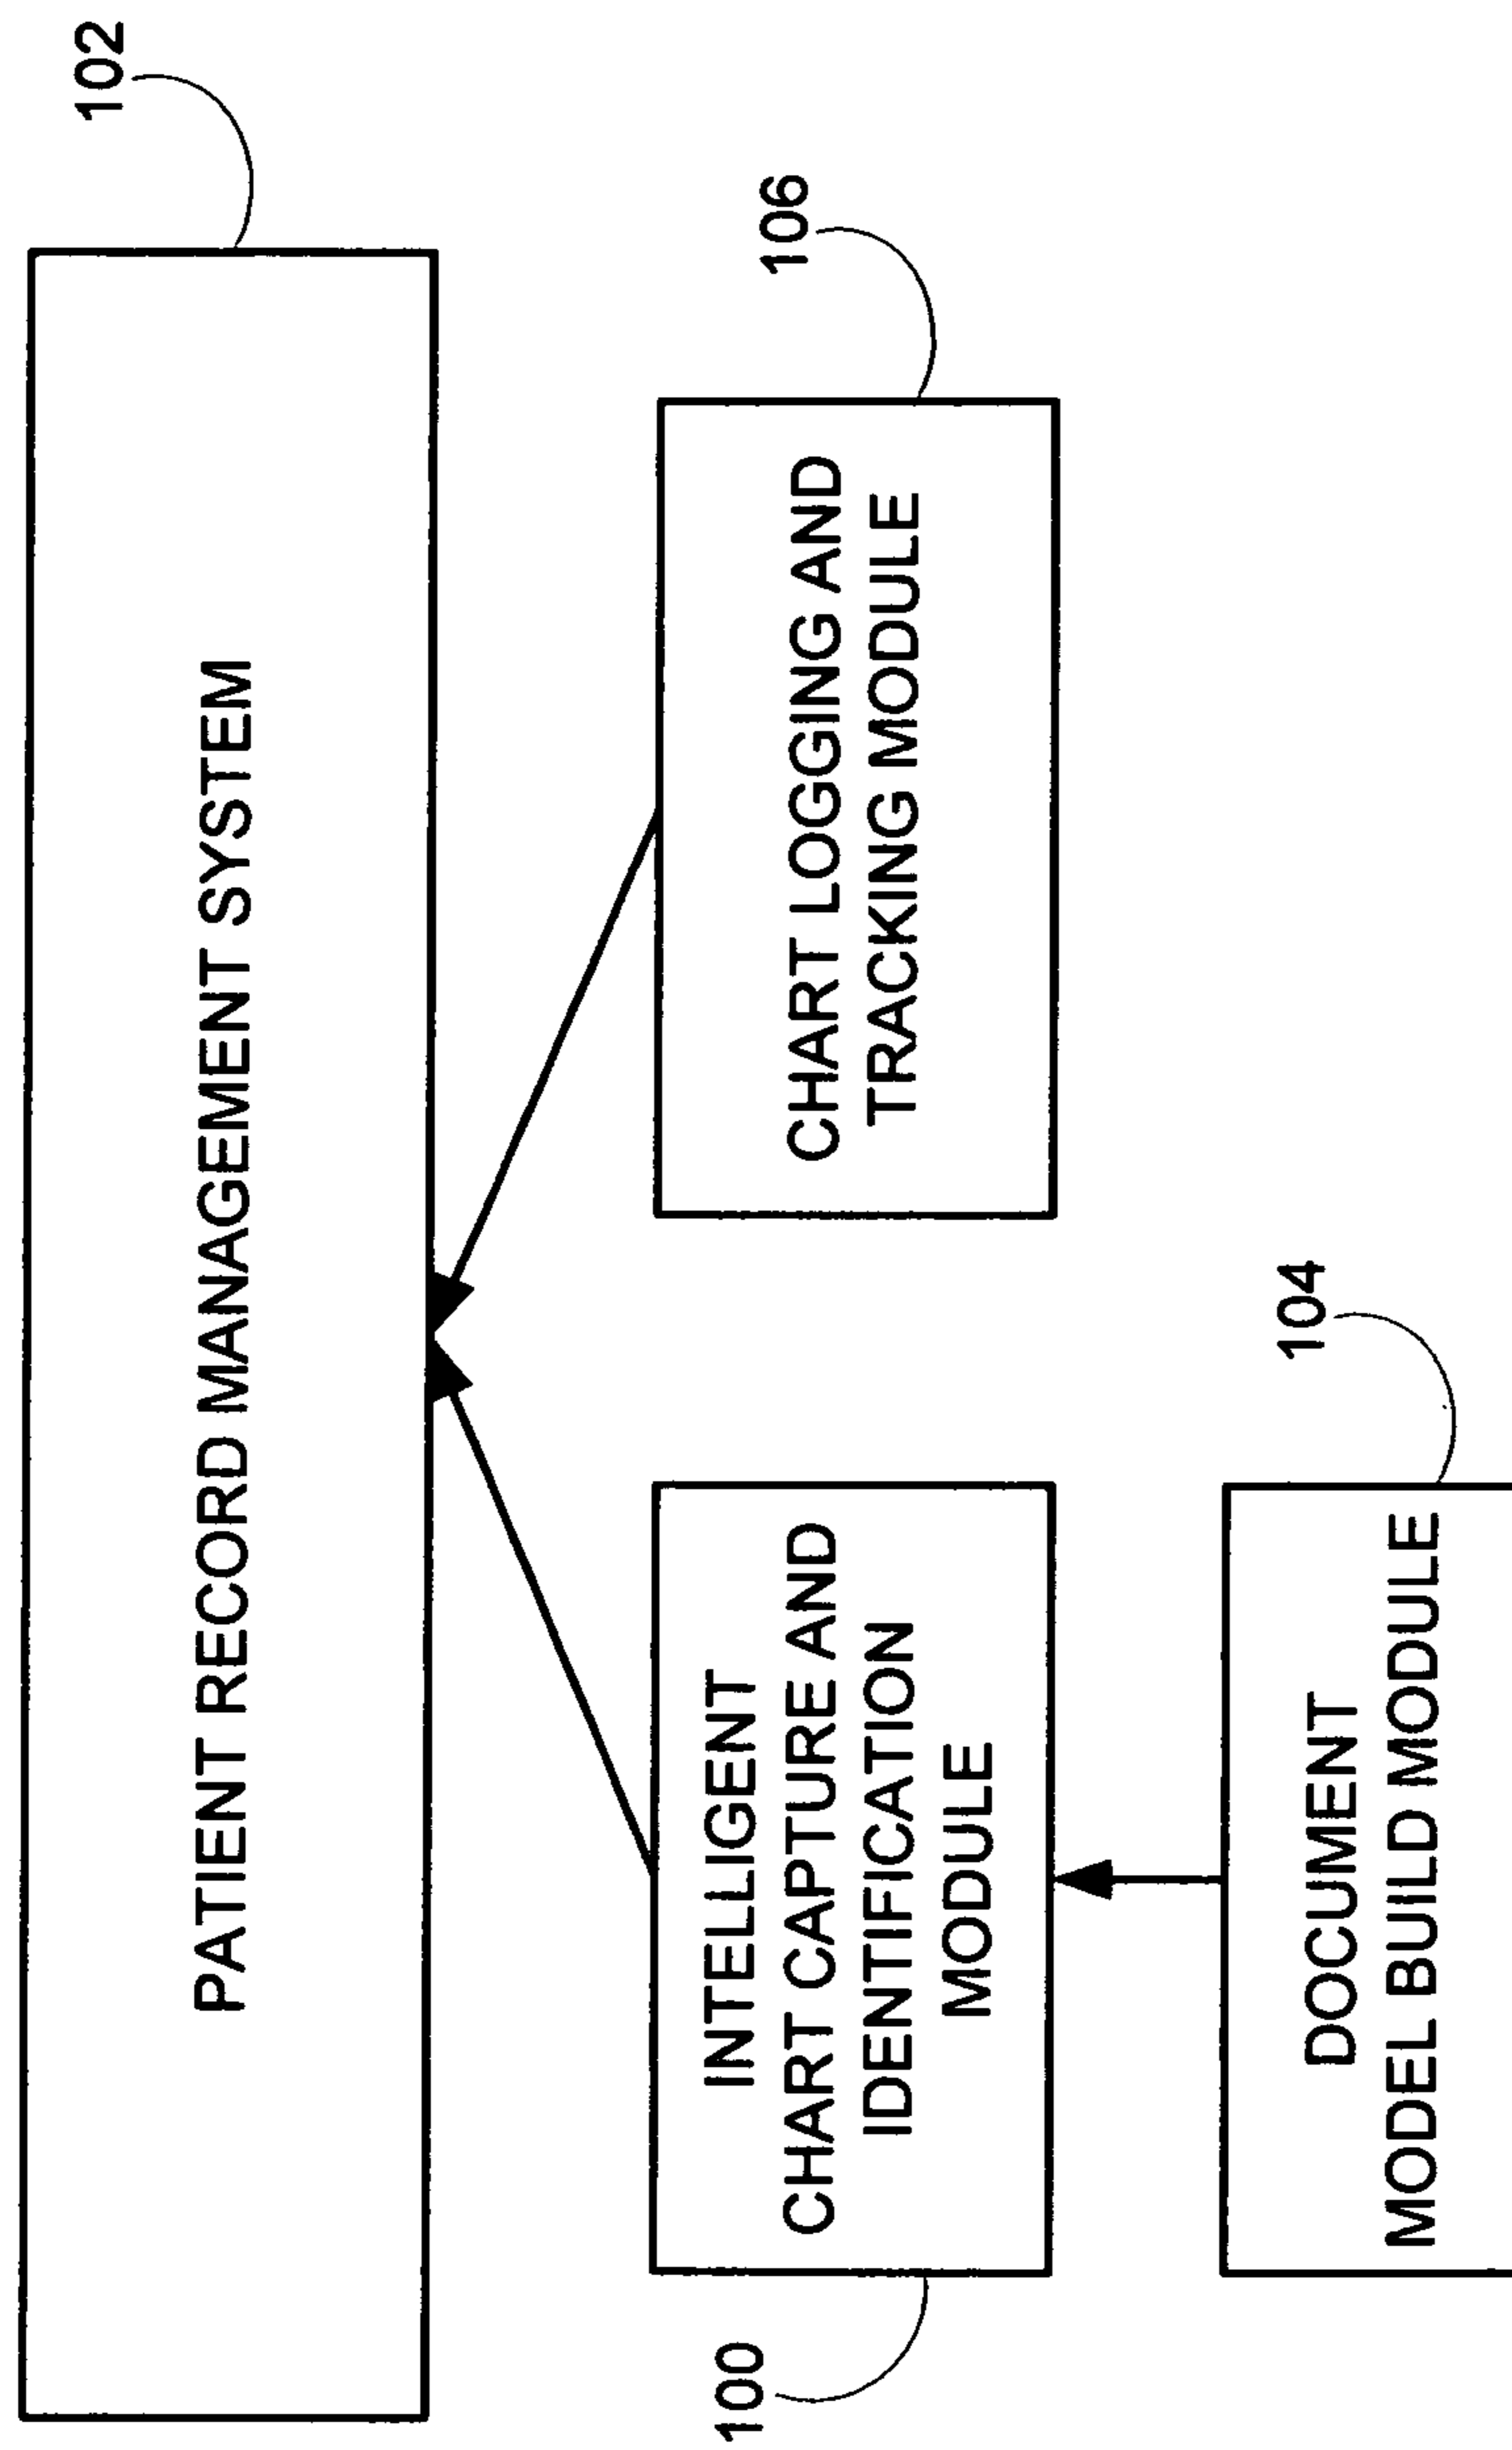 102
PATIENT RECORD MANAGEMENT SYSTEM
106
CHART LOGGING AND
TRACKING MODULE
100
INTELLIGENT
CHART CAPTURE AND
IDENTIFICATION
MODULE
104
DOCUMENT
MODEL BUILD MODULE